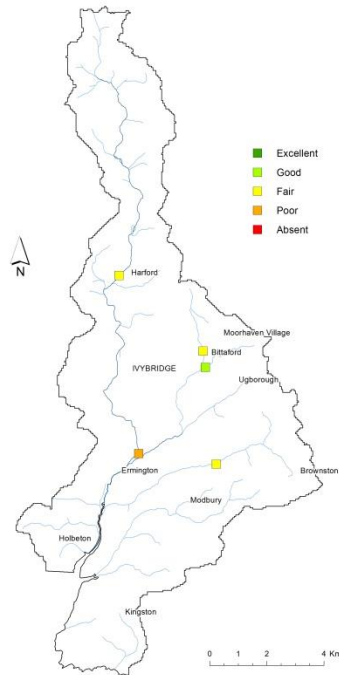 Excellent
Good
Fair
Poor
Absent
N
Harford
Moorhaven Village
Bittaford
IVYBRIDGE
Ugborough
Ermington
Brownston
Modbury
Holbeton
Kingston
0 2 4 Km